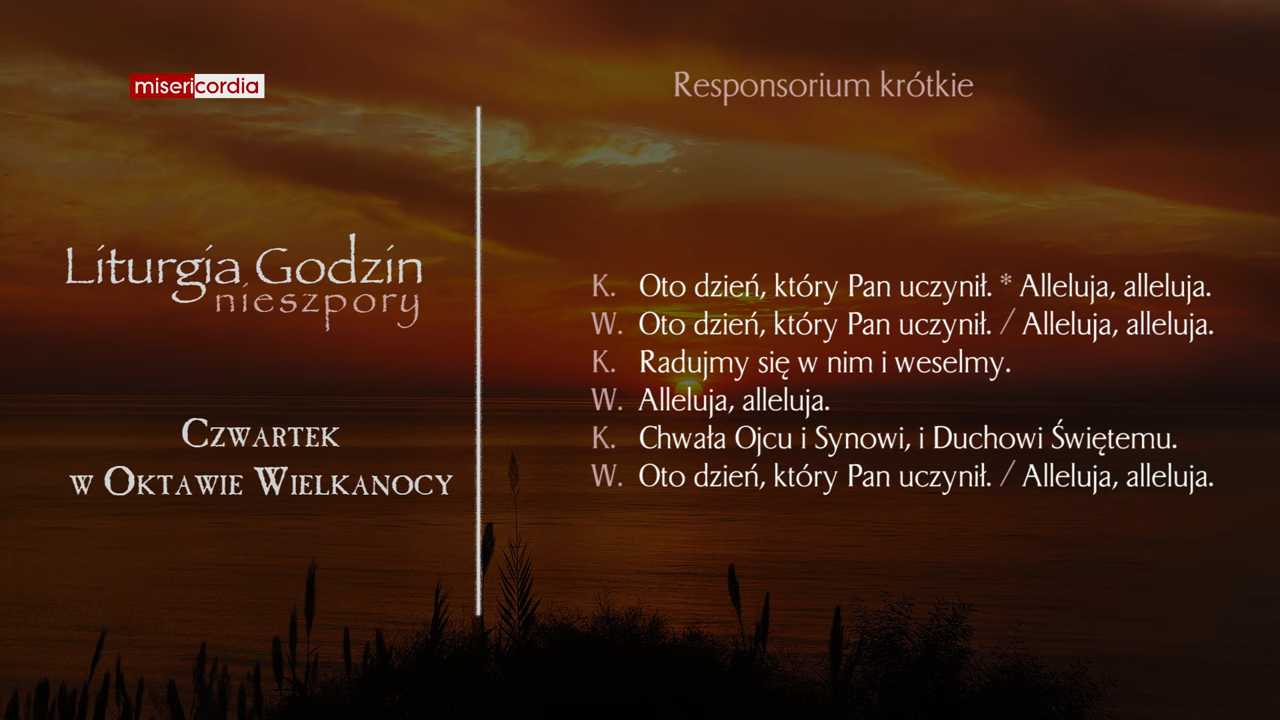 misericordia
Liturgia Godzin
nieszpory
Czwartek
w Oktawie Wielkanocy
Responsorium krótkie
K. Oto dzień, który Pan uczynił. * Alleluja, alleluja.
W. Oto dzień, który Pan uczynił. / Alleluja, alleluja.
K. Radujmy się w nim i weselmy.
W. Alleluja, alleluja.
K. Chwała Ojcu i Synowi, i Duchowi Świętemu.
W. Oto dzień, który Pan uczynił. / Alleluja, alleluja.